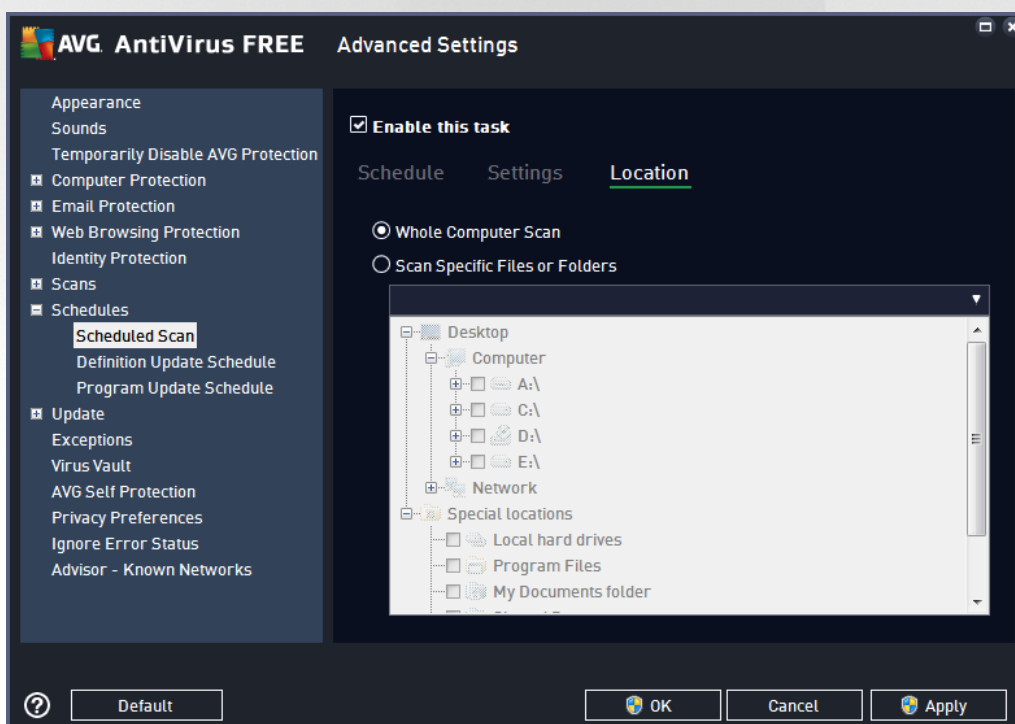 AVG. AntiVirus FREE
Advanced Settings
Appearance
Sounds
Temporarily Disable AVG Protection
Computer Protection
Email Protection
Web Browsing Protection
Identity Protection
Scans
Schedules
Scheduled Scan
Definition Update Schedule
Program Update Schedule
Update
Exceptions
Virus Vault
AVG Self Protection
Privacy Preferences
Ignore Error Status
Advisor - Known Networks
Enable this task
Schedule Settings Location
Whole Computer Scan
Scan Specific Files or Folders
Desktop
Computer
A:\
C:\
D:\
E:\
Network
Special locations
Local hard drives
Program Files
My Documents folder
? Default OK Cancel Apply